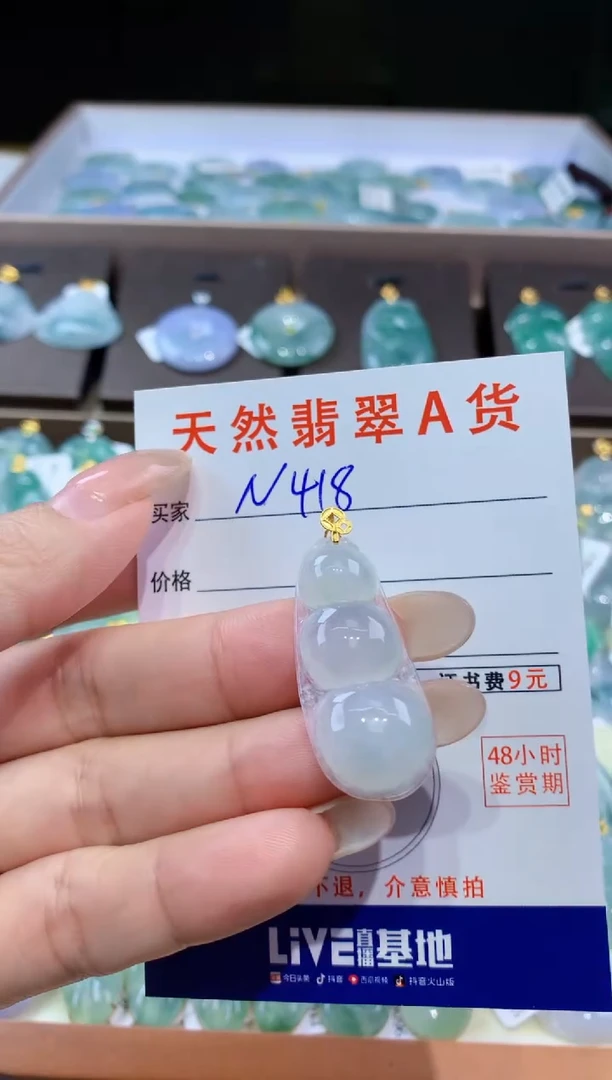 天然翡翠A货
买家 N418
价格
证书费9元
48小时
鉴赏期
不退，介意慎拍
LiVE直播基地
今日头条 抖音 西瓜视频 抖音火山版